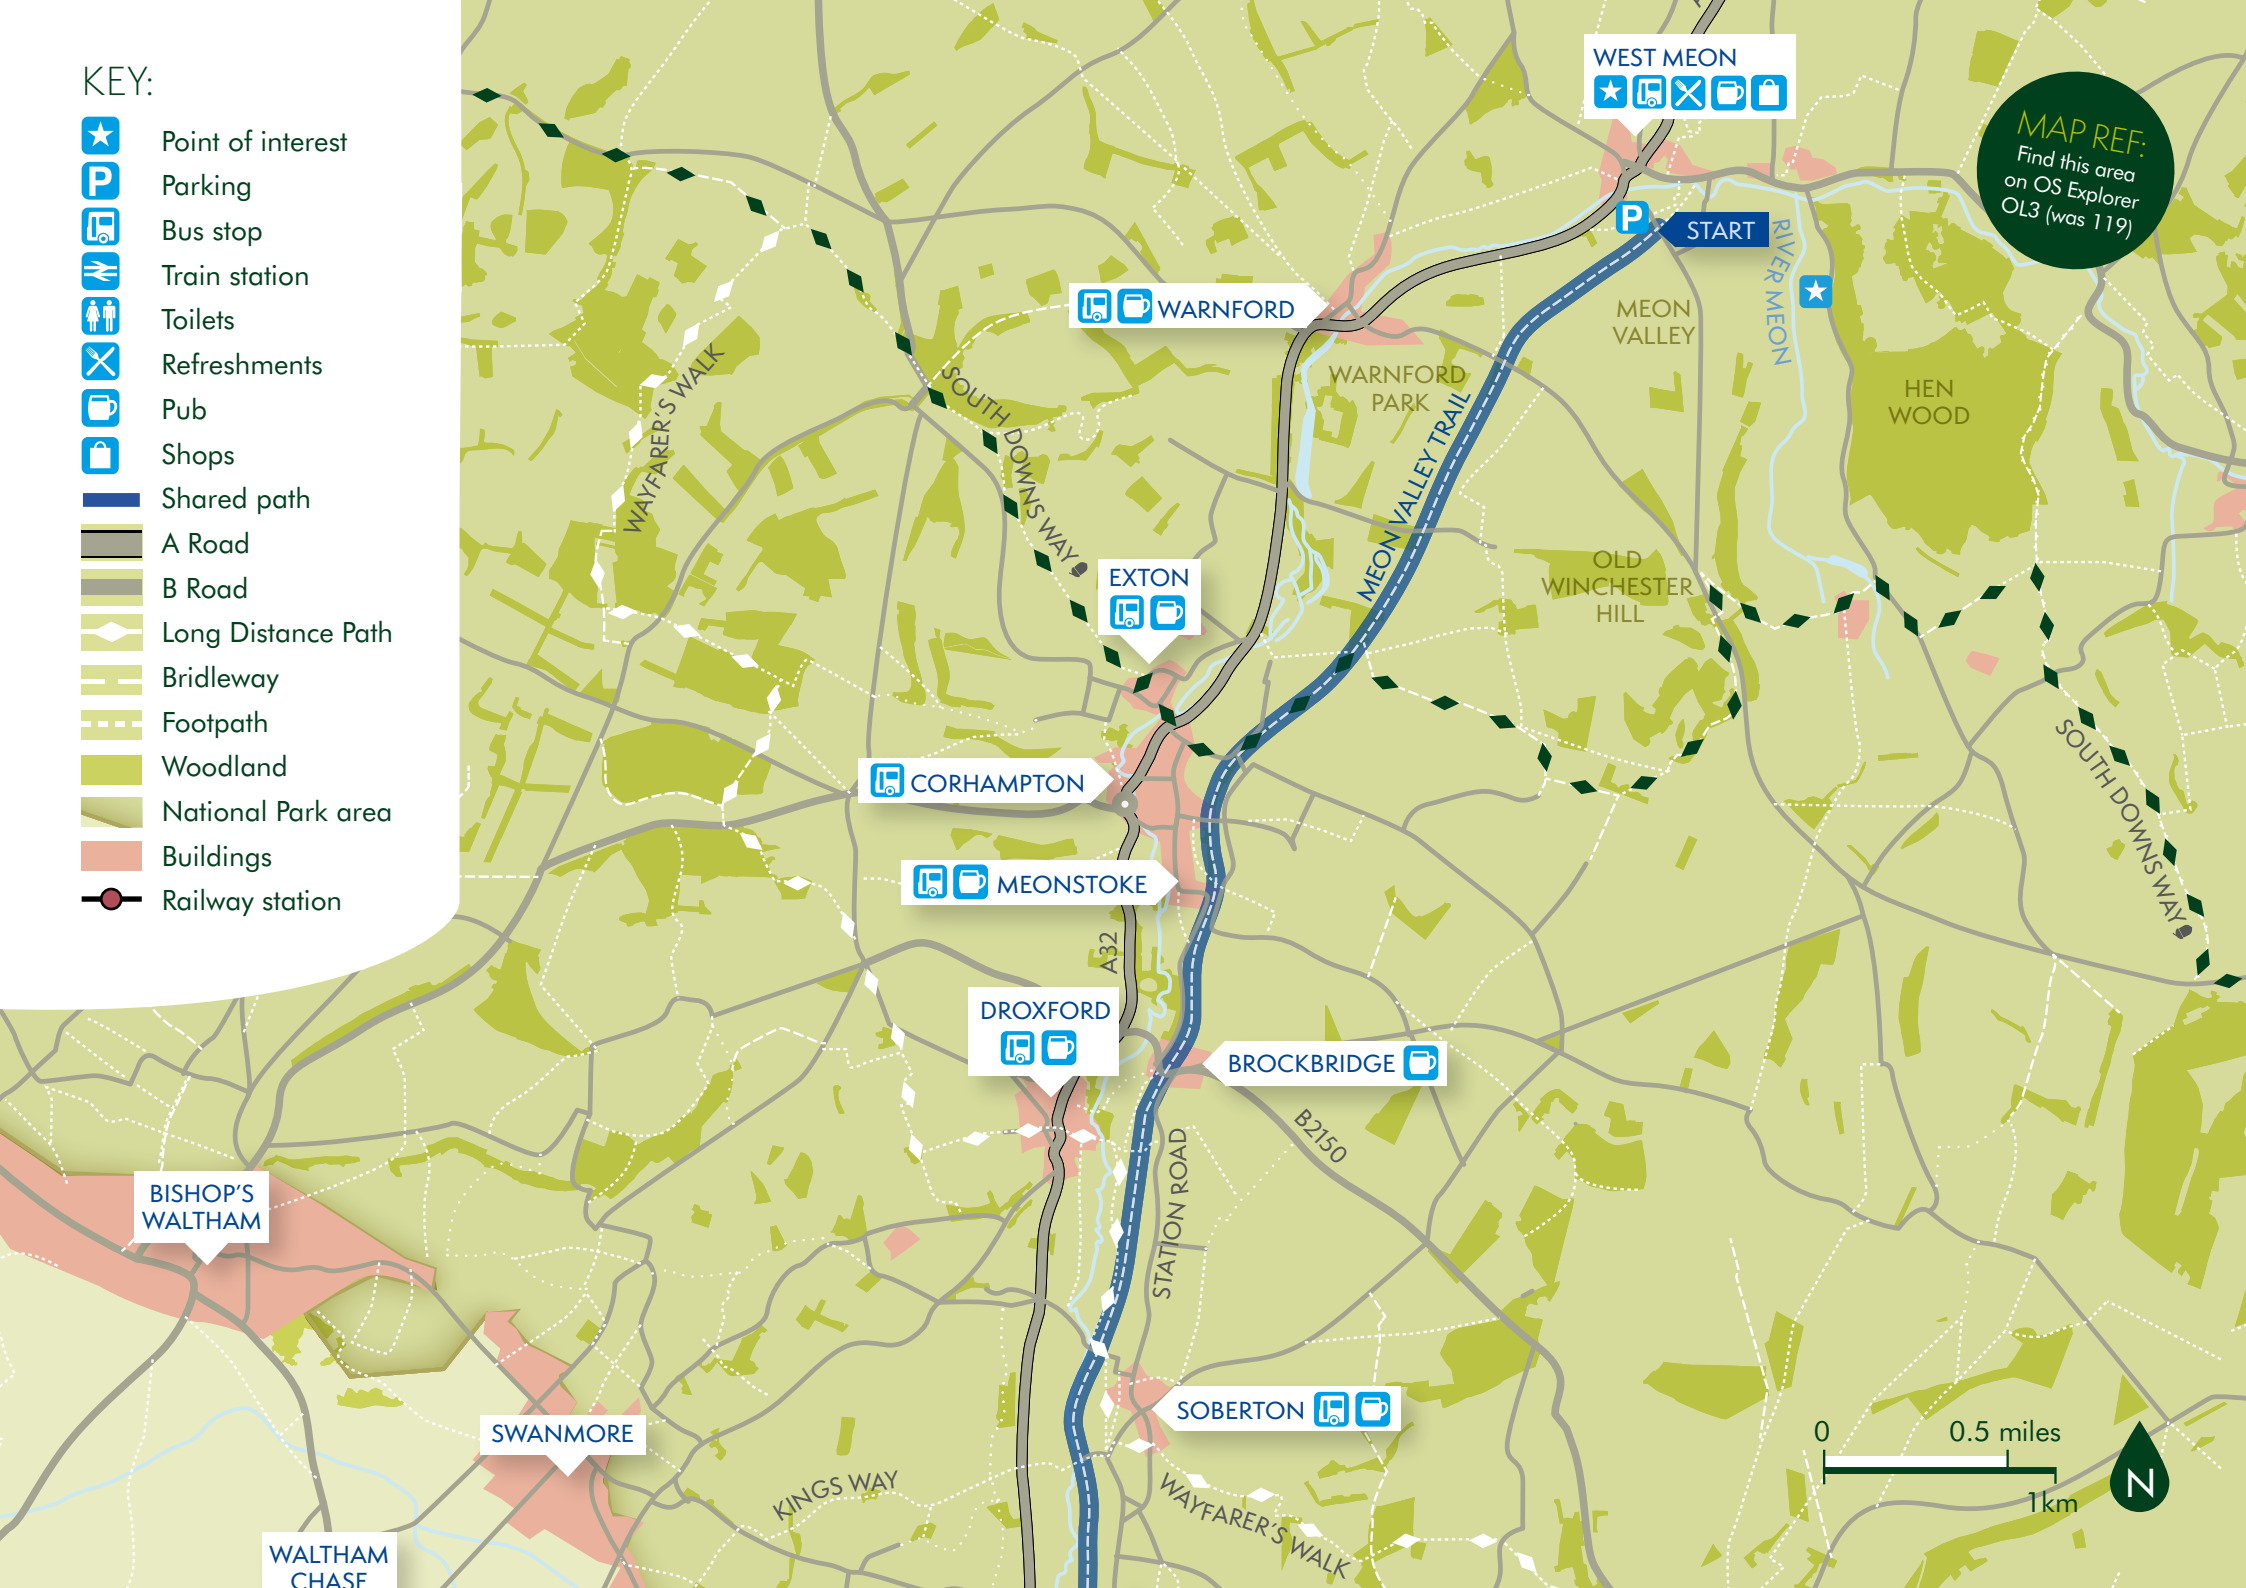 KEY:
Point of interest
P
Parking
Bus stop
Train station
Toilets
Refreshments
Pub
Shops
Shared path
A Road
B Road
Long Distance Path
Bridleway
Footpath
Woodland
National Park area
Buildings
Railway station
WEST MEON
MAP REF:
Find this area
on OS Explorer
OL3 (was 119)
P
START
RIVER MEON
WARNFORD
MEON
VALLEY
WARNFORD
PARK
HEN
WOOD
WAYFARER'S WALK
SOUTH DOWNS WAY
MEON VALLEY TRAIL
EXTON
OLD
WINCHESTER
HILL
SOUTH DOWNS WAY
CORHAMPTON
MEONSTOKE
A32
DROXFORD
BROCKBRIDGE
B2150
STATION ROAD
BISHOP'S
WALTHAM
SOBERTON
SWANMORE
KINGS WAY
WAYFARER'S WALK
WALTHAM
CHASE
0
0.5 miles
1km
N